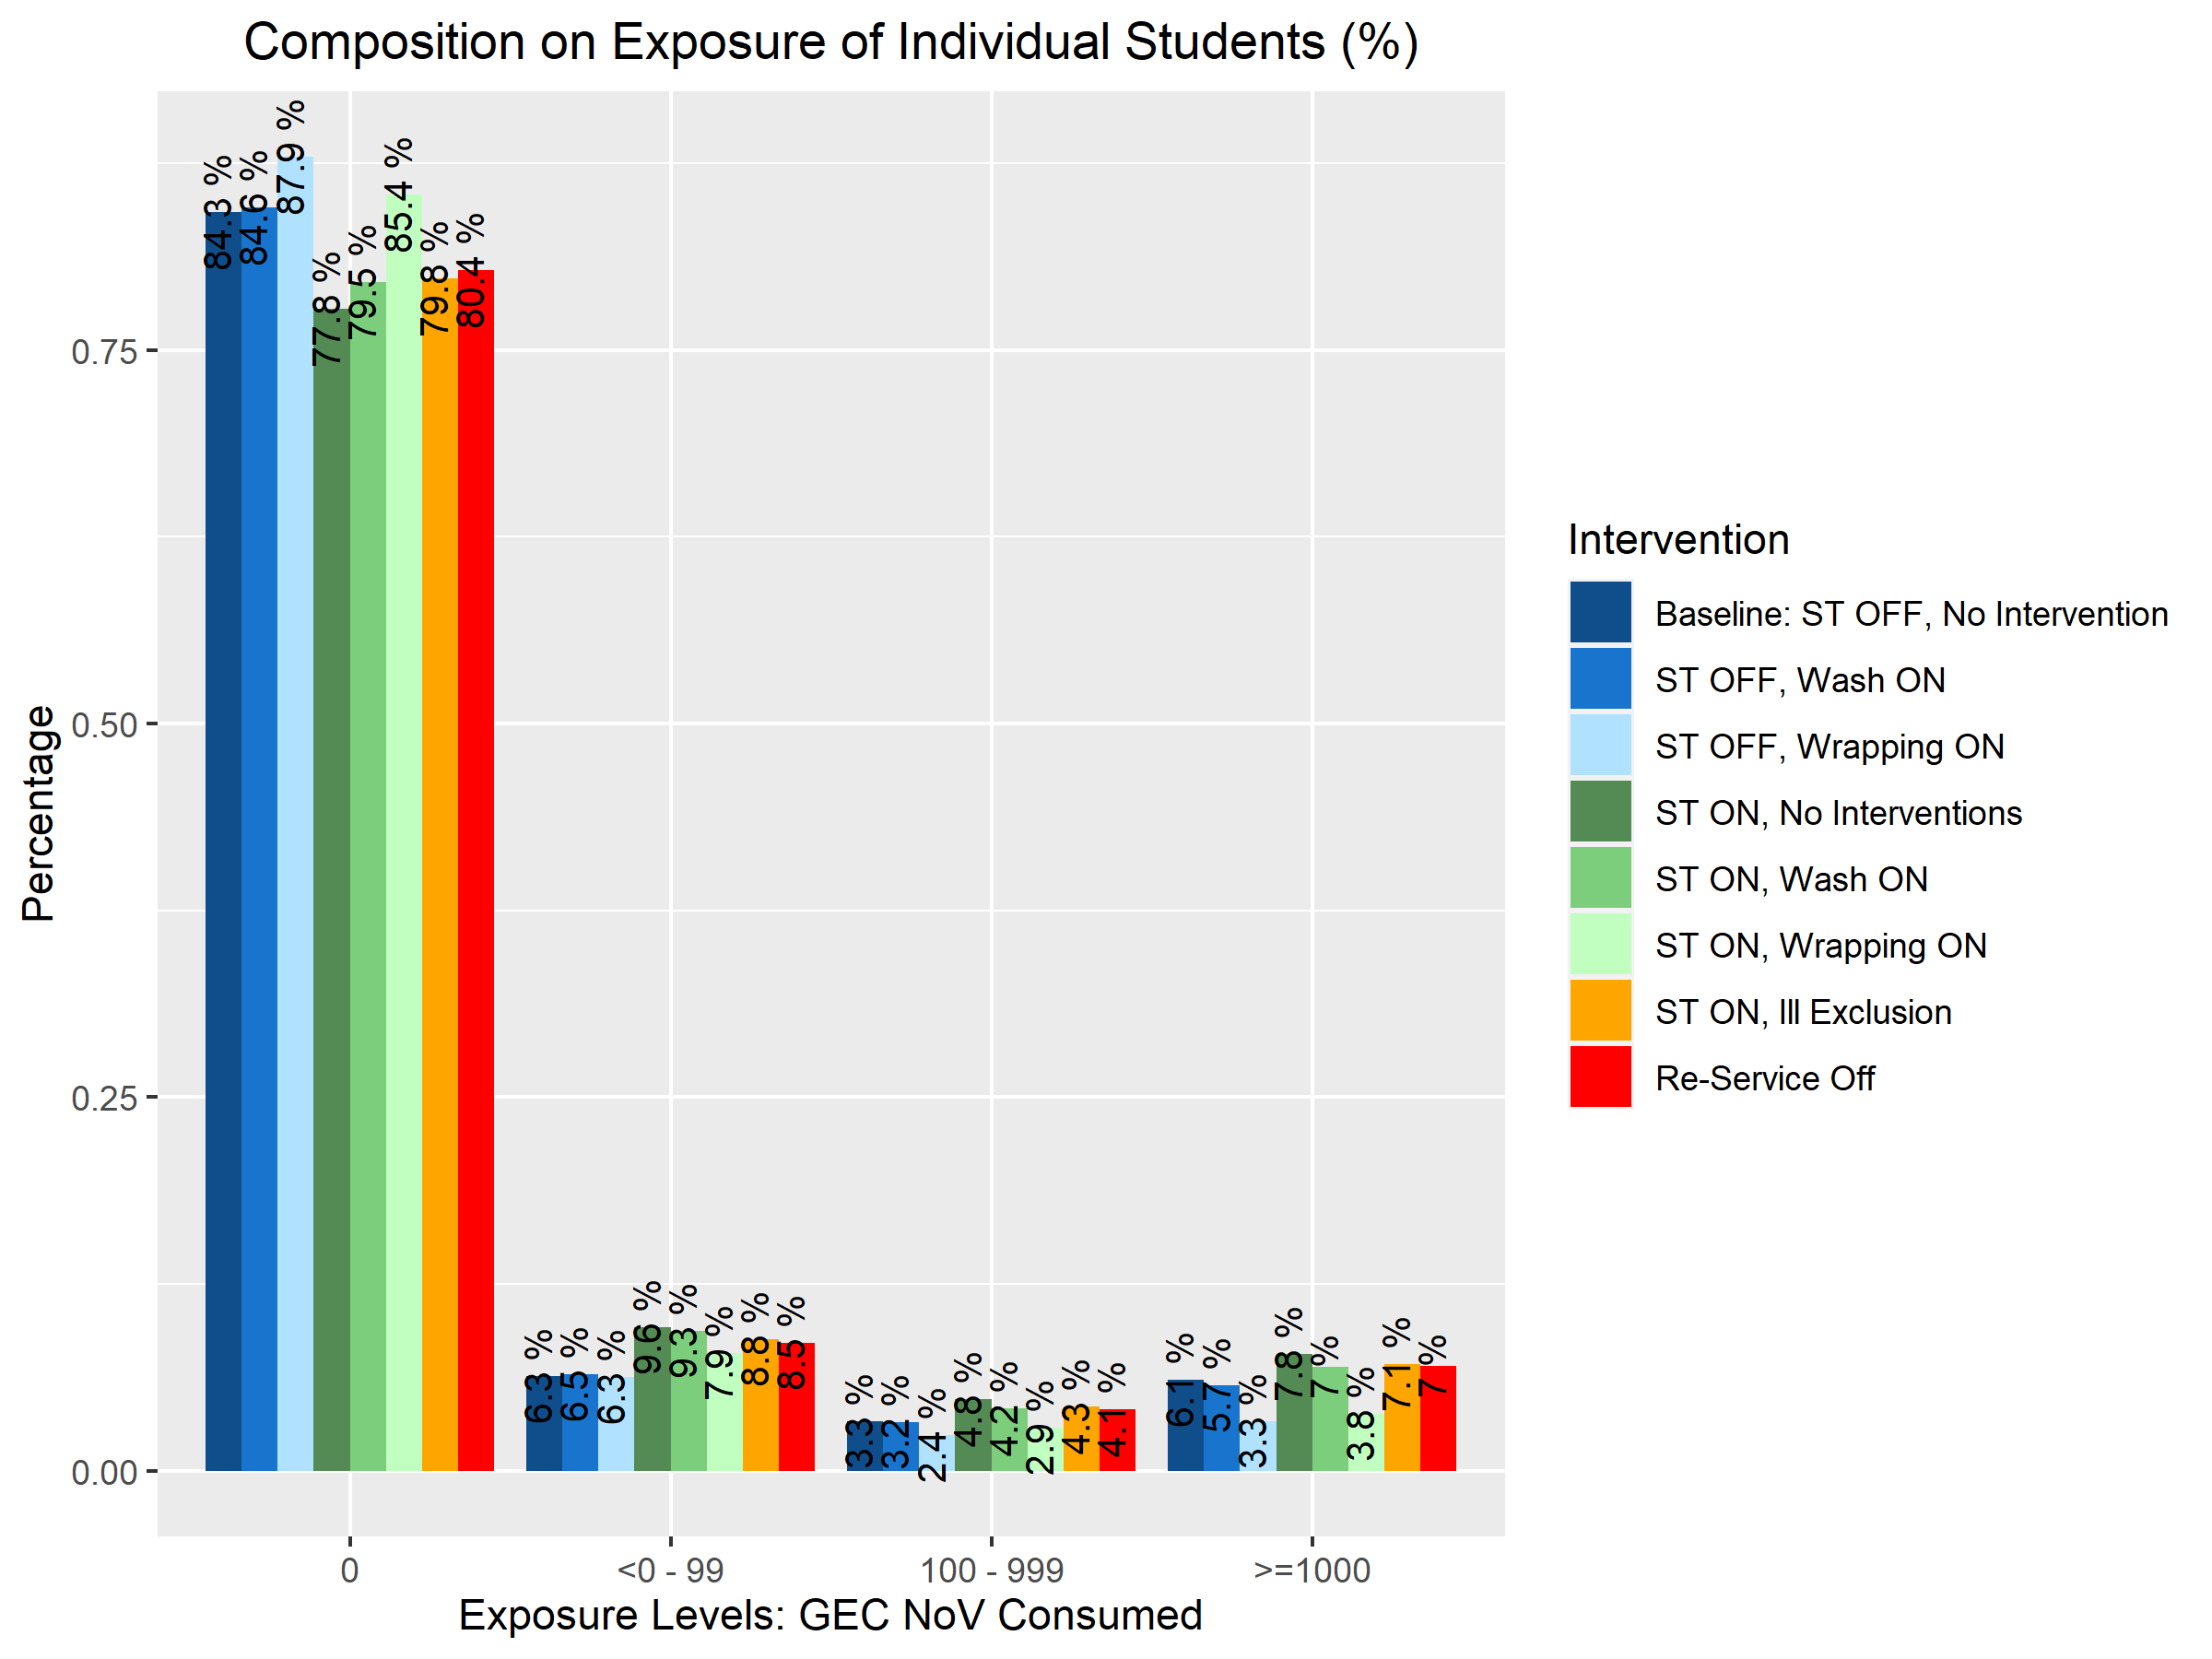 Composition on Exposure of Individual Students (%)
Percentage
0.75
0.50
0.25
0.00
84.3 %
84.6 %
87.9 %
77.8 %
79.5 %
85.4 %
79.8 %
80.4 %
6.3 %
6.5 %
6.3 %
9.6 %
9.3 %
7.9 %
8.8 %
8.5 %
3.3 %
3.2 %
2.4 %
4.8 %
4.2 %
2.9 %
4.3 %
4.1 %
6.1 %
5.7 %
3.3 %
7.8 %
7 %
3.8 %
7.1 %
7 %
0
<0 - 99
100 - 999
>=1000
Exposure Levels: GEC NoV Consumed
Intervention
Baseline: ST OFF, No Intervention
ST OFF, Wash ON
ST OFF, Wrapping ON
ST ON, No Interventions
ST ON, Wash ON
ST ON, Wrapping ON
ST ON, Ill Exclusion
Re-Service Off